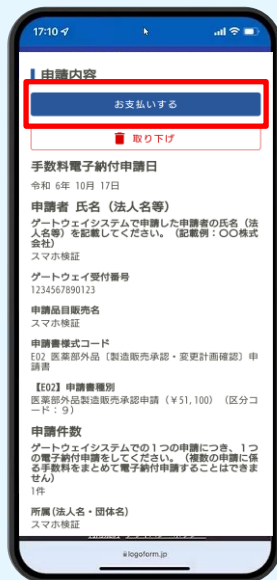 17:10
申請内容
お支払いする
取り下げ
手数料電子納付申請日
令和 6年 10月 17日
申請者 氏名（法人名等）
ゲートウェイシステムで申請した申請者の氏名（法
人名等）を記載してください。（記載例：〇〇株式
会社）
スマホ検証
ゲートウェイ受付番号
1234567890123
申請品目販売名
スマホ検証
申請書様式コード
E02 医薬部外品〔製造販売承認・変更計画確認〕申
請書
【E02】申請書種別
医薬部外品製造販売承認申請（￥51,100）（区分コ
ード：9）
申請件数
ゲートウェイシステムでの１つの申請につき、１つ
の電子納付申請をしてください。（複数の申請に係
る手数料をまとめて電子納付申請することはできま
せん）
1件
所属(法人名・団体名)
スマホ検証
logoform.jp